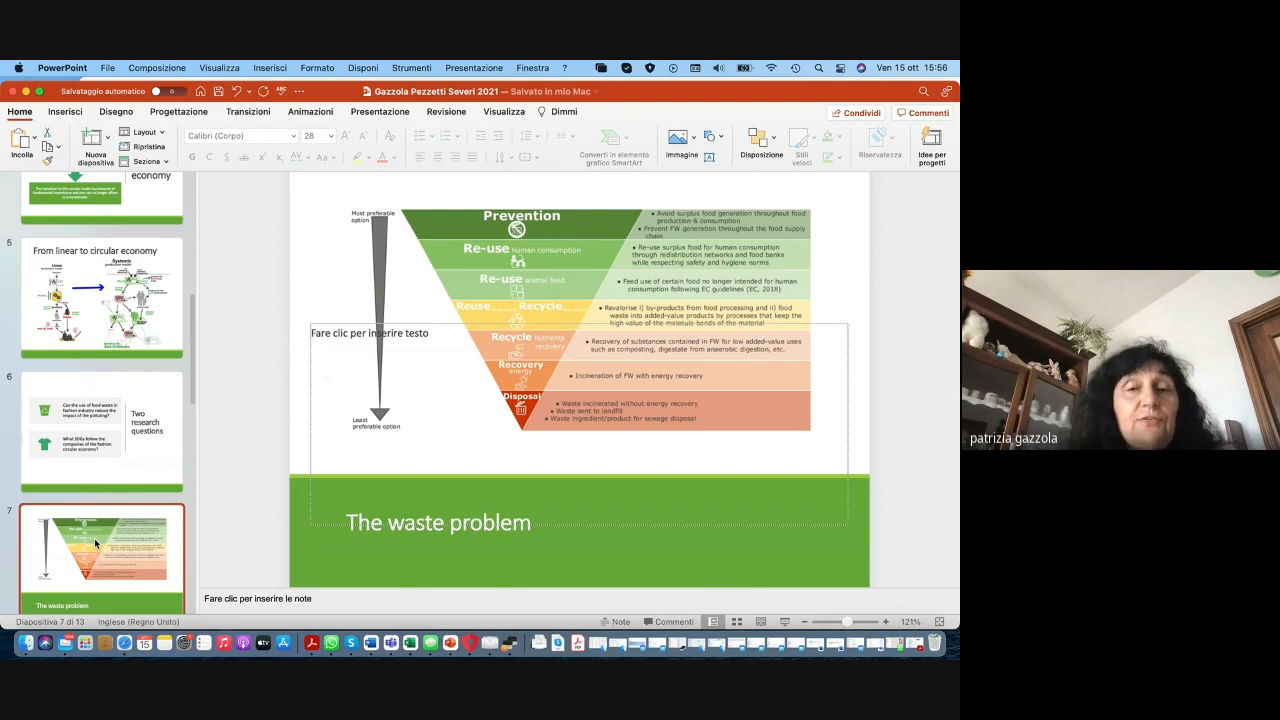 PowerPoint File Composizione Visualizza Inserisci Formato Disponi Strumenti Presentazione Finestra ? Ven 15 ott 15:56
Salvataggio automatico Gazzola Pezzetti Severi 2021 — Salvato in mio Mac
Home Inserisci Disegno Progettazione Transizioni Animazioni Presentazione Revisione Visualizza Dimmi Condividi Commenti
Incolla
Nuova diapositiva
Layout
Ripristina
Sezione
Calibri (Corpo) 28
G C S
Converti in elemento grafico SmartArt
Immagine
Disposizione
Stili veloci
Riservatezza
Idee per progetti
economy
5
From linear to circular economy
6
Can the use of food waste in
fashion industry reduce the
impact of the polluting?
What SDGs follow the
companies of the fashion
circular economy?
Two
research
questions
7
The waste problem
Most preferable
option
Least
preferable option
Prevention
• Avoid surplus food generation throughout food
production & consumption
• Prevent FW generation throughout the food supply
chain
Re-use human consumption
• Re-use surplus food for human consumption
through redistribution networks and food banks
while respecting safety and hygiene norms
Re-use animal feed
• Feed use of certain food no longer intended for human
consumption following EC guidelines (EC, 2018)
Reuse Recycle
• Revalorise i) by-products from food processing and ii) food
waste into added-value products by processes that keep the
high value of the molecule bonds of the material
Recycle nutrients
recovery
• Recovery of substances contained in FW for low added-value uses
such as composting, digestate from anaerobic digestion, etc.
Recovery
energy
• Incineration of FW with energy recovery
Disposal
• Waste incinerated without energy recovery
• Waste sent to landfill
• Waste ingredient/product for sewage disposal
Fare clic per inserire testo
The waste problem
Fare clic per inserire le note
Diapositiva 7 di 13 Inglese (Regno Unito) Note Commenti 121%
patrizia gazzola